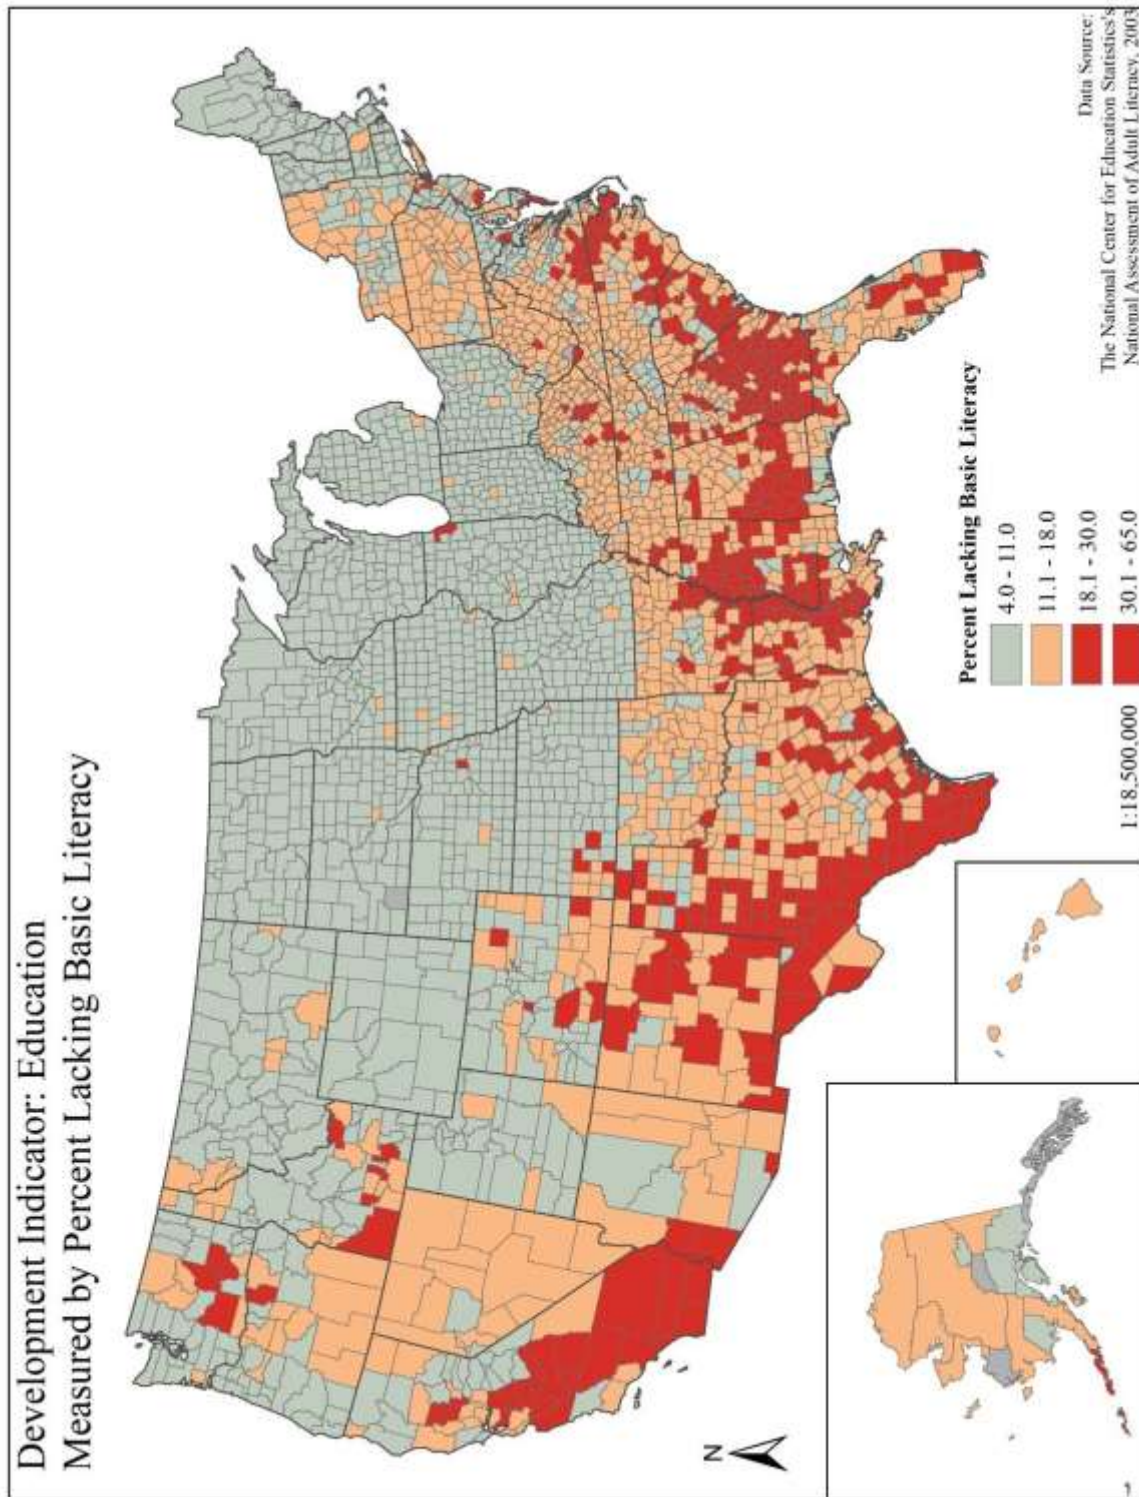 Development Indicator: Education
Measured by Percent Lacking Basic Literacy
N
Percent Lacking Basic Literacy
4.0 - 11.0
11.1 - 18.0
18.1 - 30.0
30.1 - 65.0
1:18,500,000
Data Source:
The National Center for Education Statistics's
National Assessment of Adult Literacy, 2003